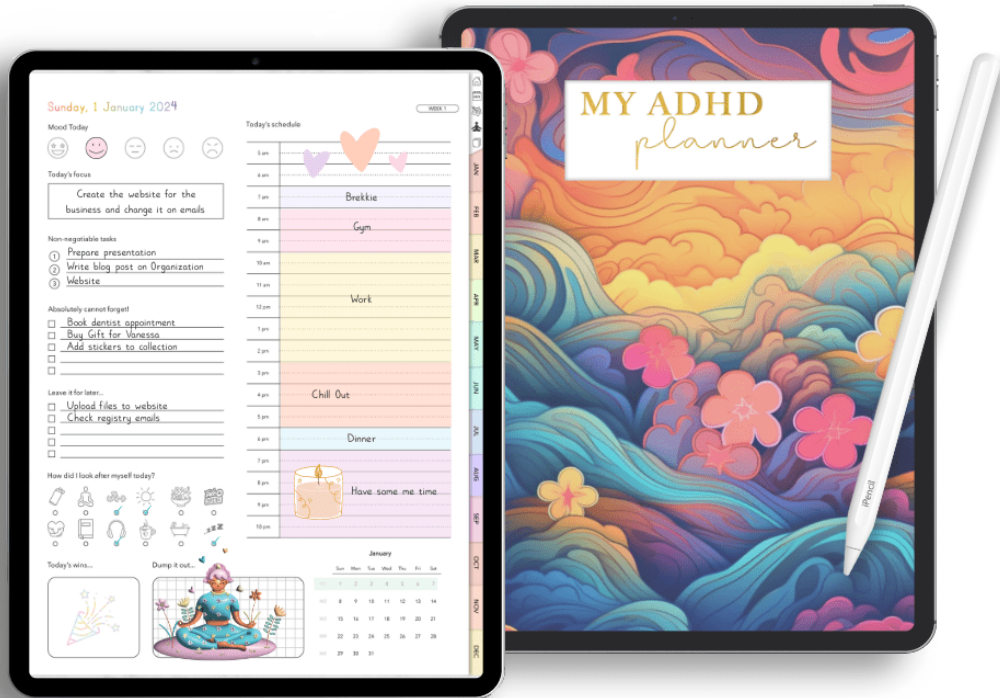 Sunday, 1 January 2024
WEEK 1
Mood Today
Today's focus
Create the website for the
business and change it on emails
Non-negotiable tasks
1 Prepare presentation
2 Write blog post on Organization
3 Website
Absolutely cannot forget!
Book dentist appointment
Buy Gift for Vanessa
Add stickers to collection
Leave it for later...
Upload files to website
Check registry emails
How did I look after myself today?
zzz
Today's wins...
Dump it out...
Today's schedule
5 am
6 am
7 am Brekkie
8 am Gym
9 am
10 am
11 am
12 pm Work
1 pm
2 pm
3 pm
4 pm Chill Out
5 pm
6 pm Dinner
7 pm
8 pm
9 pm Have some me time
10 pm
January
Sun Mon Tue Wed Thu Fri Sat
1 2 3 4 5 6 7
8 9 10 11 12 13 14
15 16 17 18 19 20 21
22 23 24 25 26 27 28
29 30 31
JAN
FEB
MAR
APR
MAY
JUN
JUL
AUG
SEP
OCT
NOV
DEC
MY ADHD
planner
iPencil